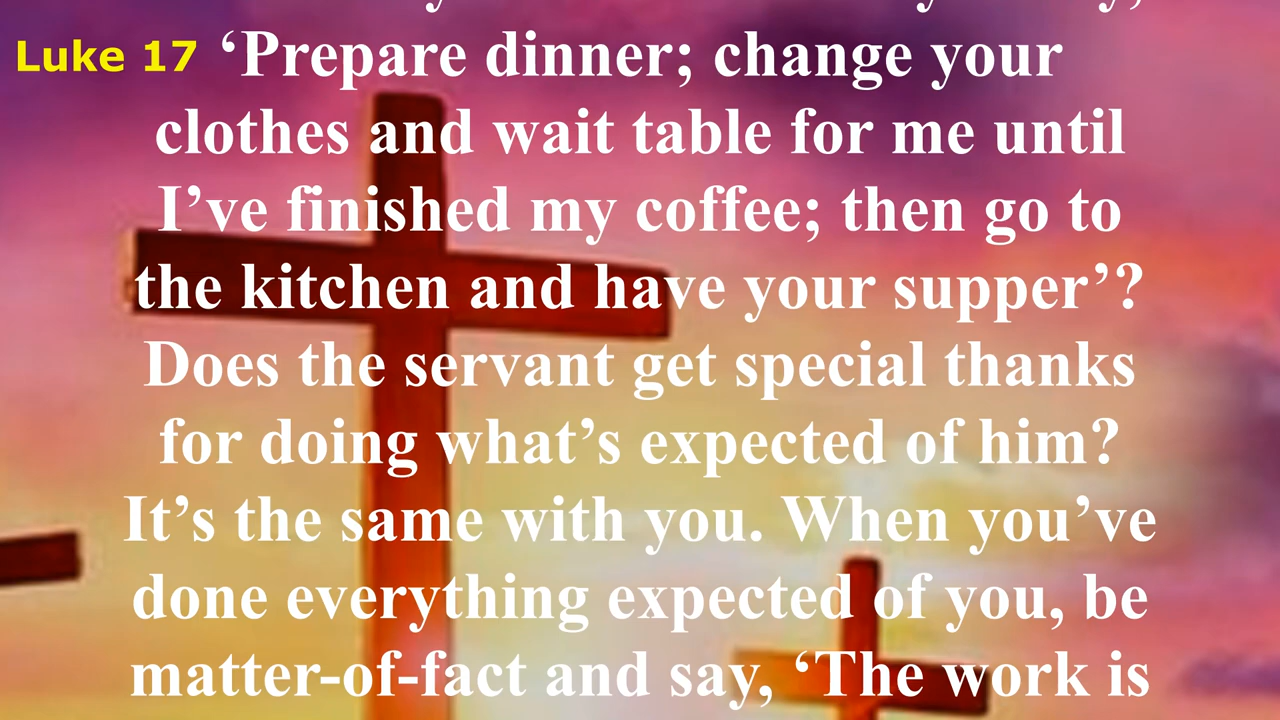 Luke 17
‘Prepare dinner; change your
clothes and wait table for me until
I’ve finished my coffee; then go to
the kitchen and have your supper’?
Does the servant get special thanks
for doing what’s expected of him?
It’s the same with you. When you’ve
done everything expected of you, be
matter-of-fact and say, ‘The work is